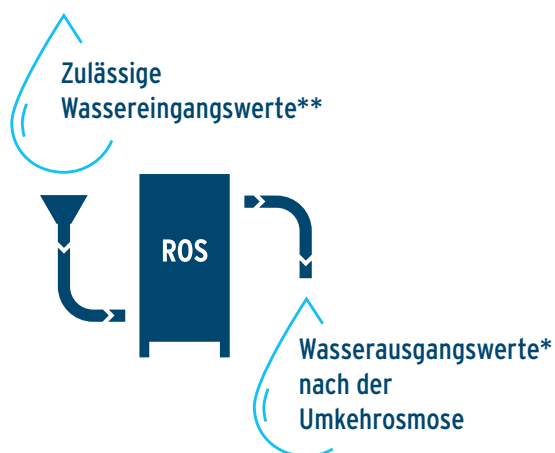 Zulässige
Wassereingangswerte**
ROS
Wasserausgangswerte*
nach der
Umkehrosmose